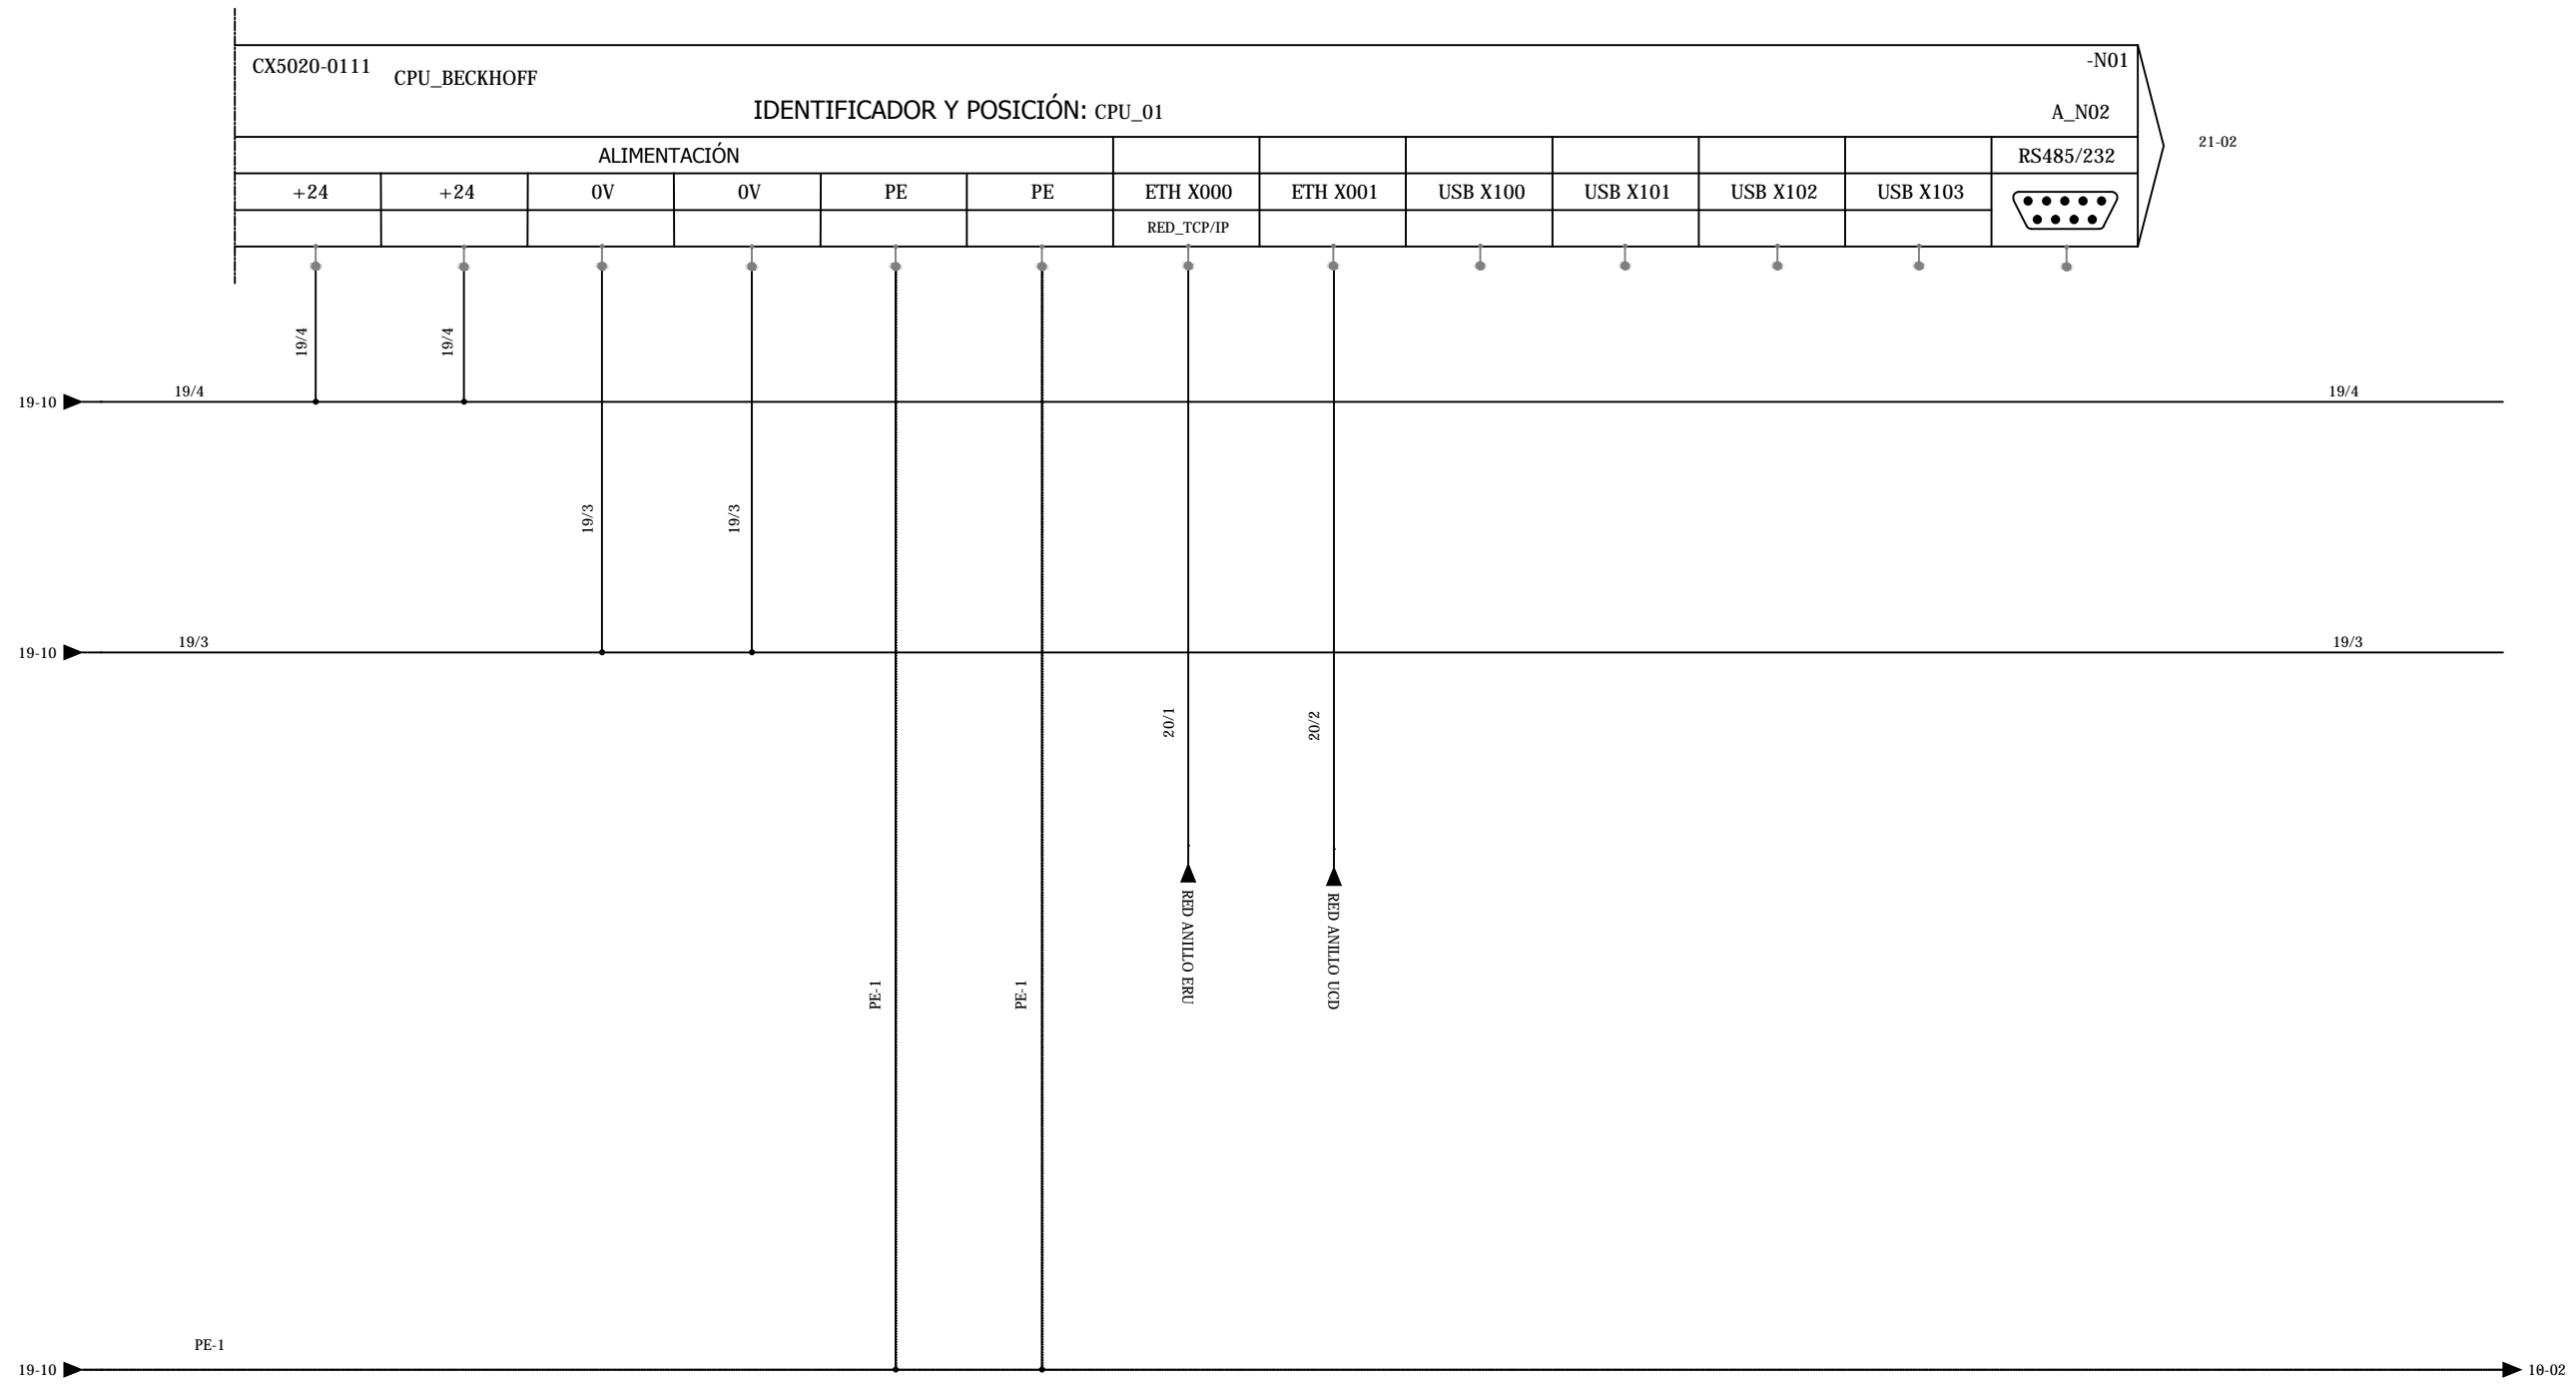 CX5020-0111 CPU_BECKHOFF -N01
IDENTIFICADOR Y POSICIÓN: CPU_01 A_N02
21-02
ALIMENTACIÓN RS485/232
+24 +24 0V 0V PE PE ETH X000 ETH X001 USB X100 USB X101 USB X102 USB X103
RED_TCP/IP
19/4 19/4
19-10 19/4 19/4
19/3 19/3
19-10 19/3 19/3
20/1 20/2
RED ANILLO ERU
RED ANILLO UCD
PE-1 PE-1
PE-1
19-10 10-02